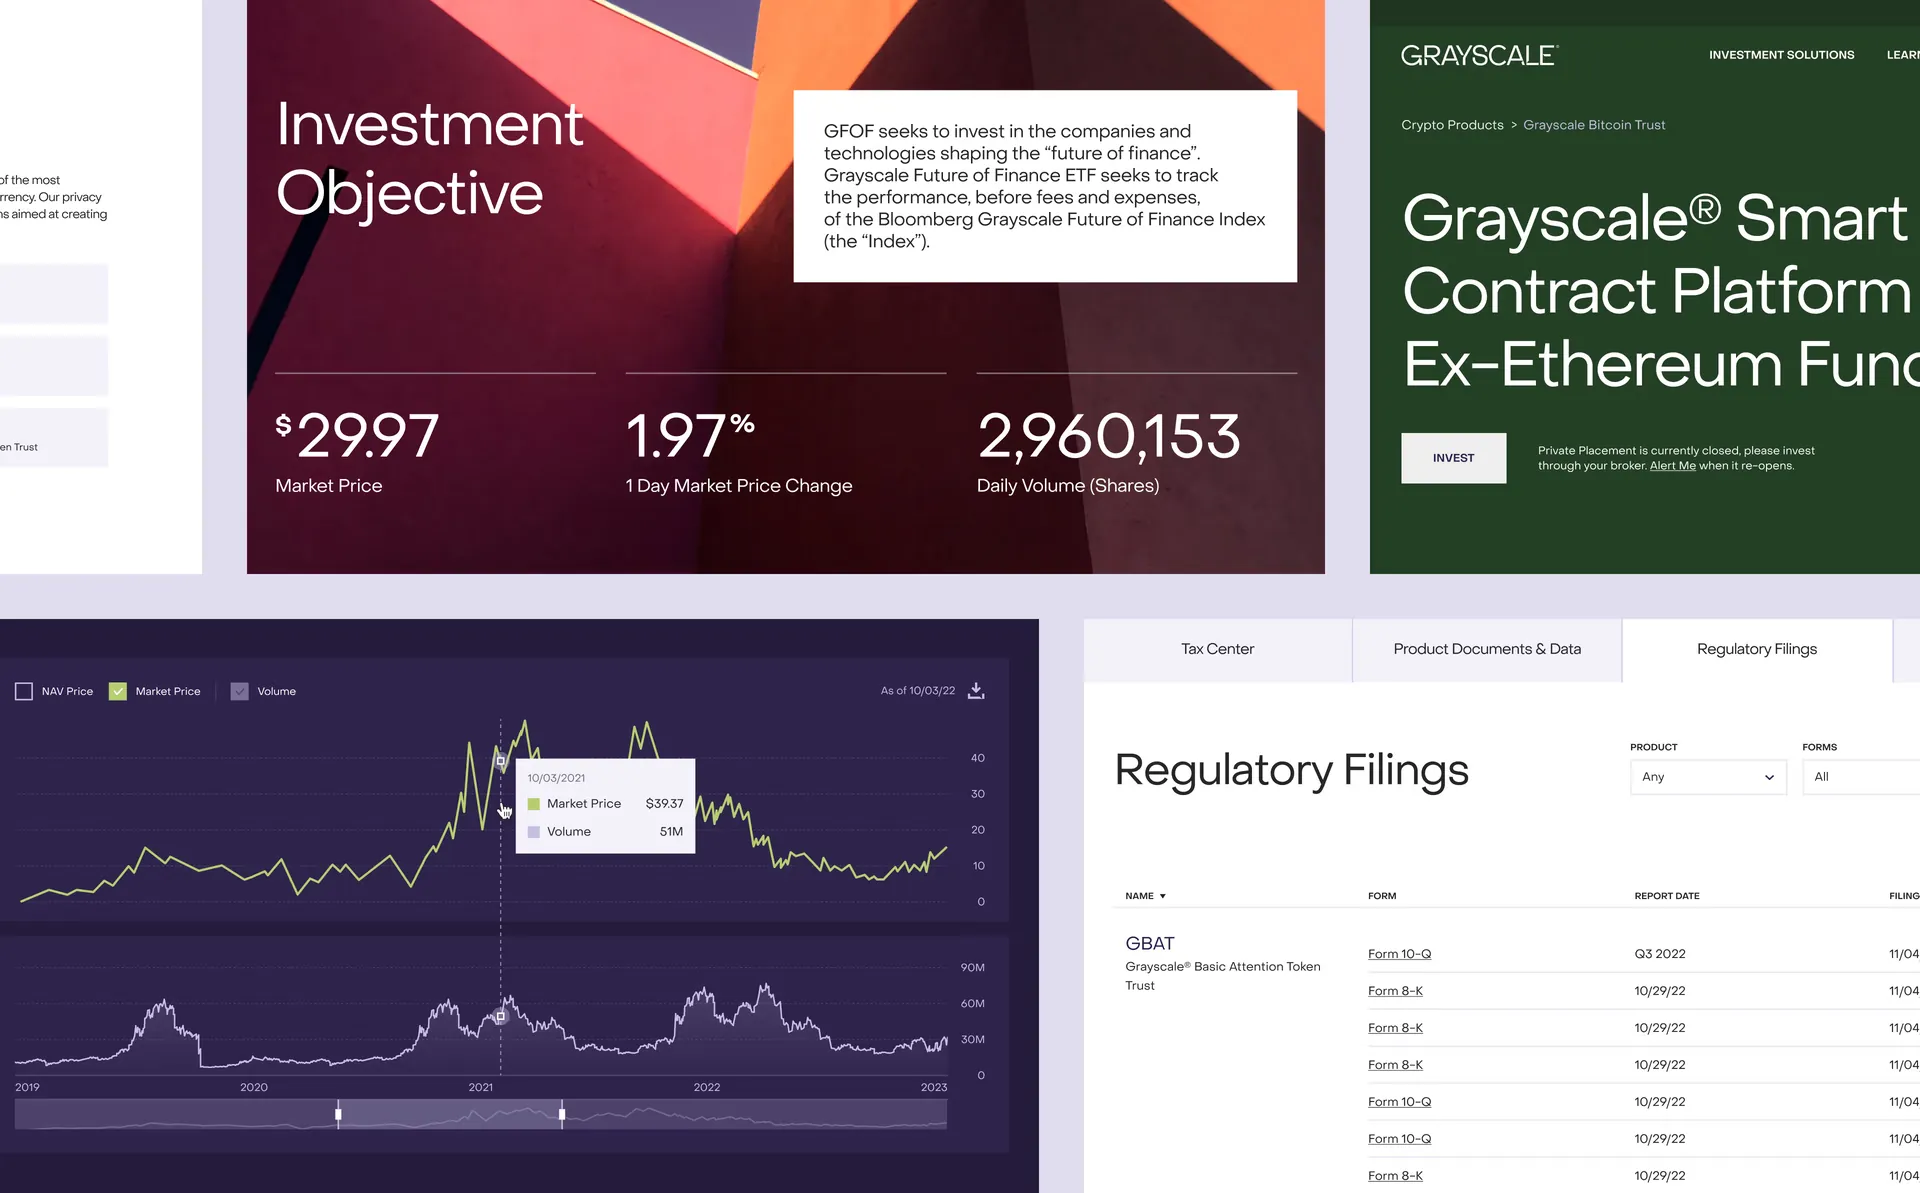 of the most
rrency. Our privacy
ns aimed at creating
en Trust
Investment
Objective
GFOF seeks to invest in the companies and
technologies shaping the “future of finance”.
Grayscale Future of Finance ETF seeks to track
the performance, before fees and expenses,
of the Bloomberg Grayscale Future of Finance Index
(the “Index”).
$29.97
Market Price
1.97%
1 Day Market Price Change
2,960,153
Daily Volume (Shares)
GRAYSCALE®
INVESTMENT SOLUTIONS
LEARN
Crypto Products > Grayscale Bitcoin Trust
Grayscale® Smart
Contract Platform
Ex-Ethereum Fund
INVEST
Private Placement is currently closed, please invest
through your broker. Alert Me when it re-opens.
NAV Price
Market Price
Volume
As of 10/03/22
40
30
20
10
0
10/03/2021
Market Price $39.37
Volume 51M
90M
60M
30M
0
2019 2020 2021 2022 2023
Tax Center
Product Documents & Data
Regulatory Filings
Regulatory Filings
PRODUCT
Any
FORMS
All
NAME FORM REPORT DATE FILING
GBAT
Grayscale® Basic Attention Token
Trust
Form 10-Q Q3 2022 11/04
Form 8-K 10/29/22 11/04
Form 8-K 10/29/22 11/04
Form 8-K 10/29/22 11/04
Form 10-Q 10/29/22 11/04
Form 10-Q 10/29/22 11/04
Form 8-K 10/29/22 11/04